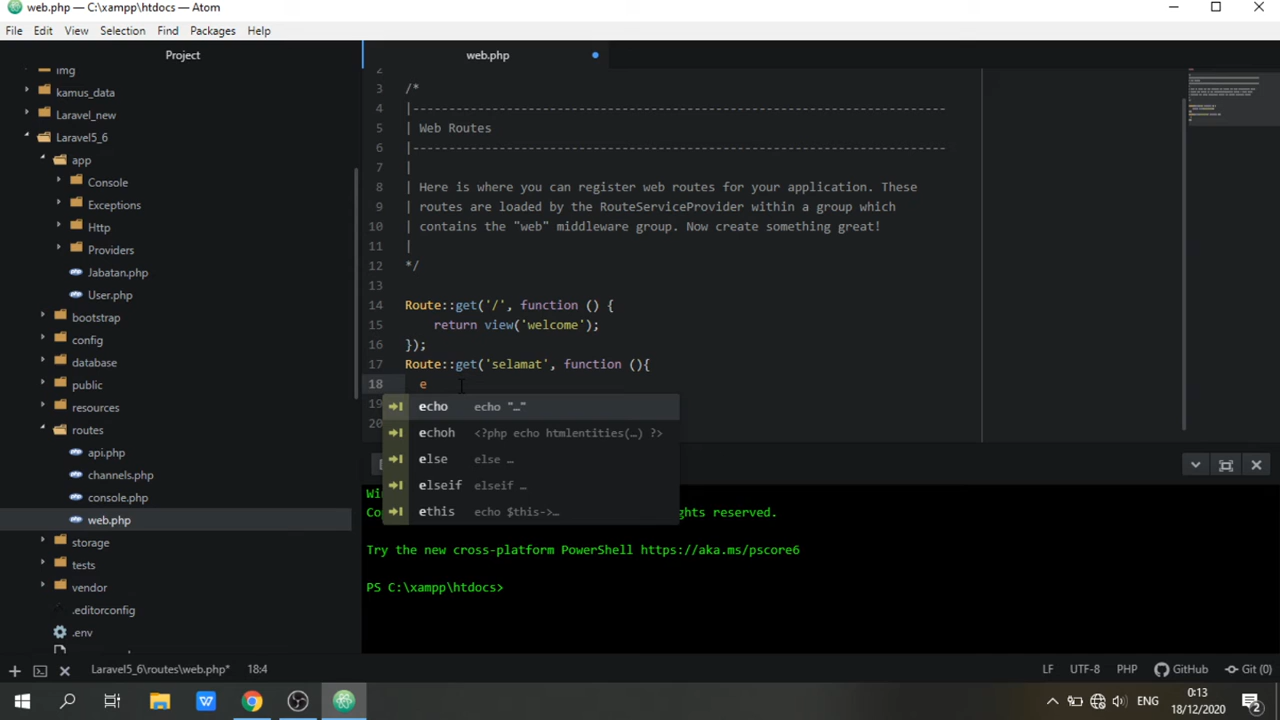 web.php — C:\xampp\htdocs — Atom
File Edit View Selection Find Packages Help
Project
img
kamus_data
Laravel_new
Laravel5_6
app
Console
Exceptions
Http
Providers
Jabatan.php
User.php
bootstrap
config
database
public
resources
routes
api.php
channels.php
console.php
web.php
storage
tests
vendor
.editorconfig
.env
web.php
2
3 /*
4 |--------------------------------------------------------------------------
5 | Web Routes
6 |--------------------------------------------------------------------------
7 |
8 | Here is where you can register web routes for your application. These
9 | routes are loaded by the RouteServiceProvider within a group which
10 | contains the "web" middleware group. Now create something great!
11 |
12 */
13
14 Route::get('/', function () {
15 return view('welcome');
16 });
17 Route::get('selamat', function (){
18 e
19
20
echo echo "…"
echoh <?php echo htmlentities(…) ?>
else else …
elseif elseif …
ethis echo $this->…
Wi
Co ghts reserved.
Try the new cross-platform PowerShell https://aka.ms/pscore6
PS C:\xampp\htdocs>
Laravel5_6\routes\web.php* 18:4 LF UTF-8 PHP GitHub Git (0)
ENG
0:13
18/12/2020
2